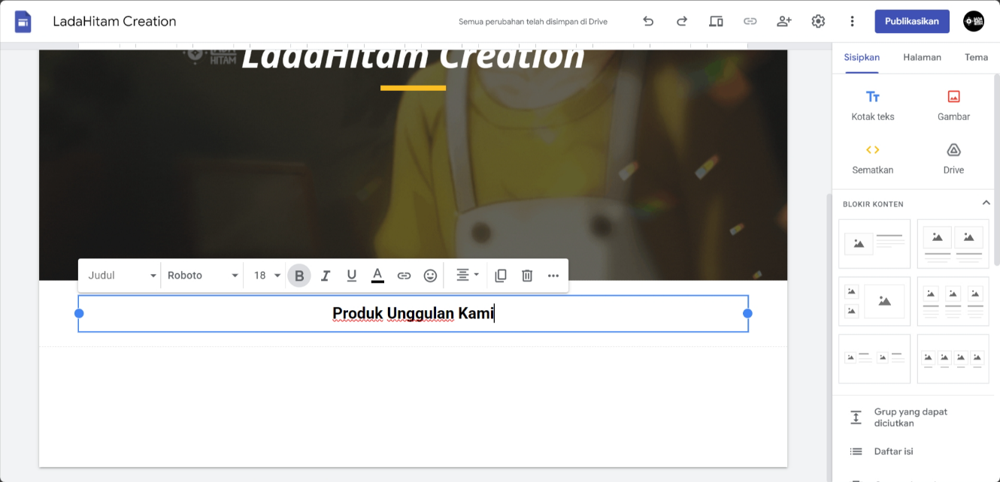 LadaHitam Creation
Semua perubahan telah disimpan di Drive
Publikasikan
Sisipkan Halaman Tema
HITAM LadaHitam Creation
Kotak teks Gambar
Sematkan Drive
BLOKIR KONTEN
Judul Roboto 18 B I U A
Produk Unggulan Kami
Grup yang dapat
diciutkan
Daftar isi